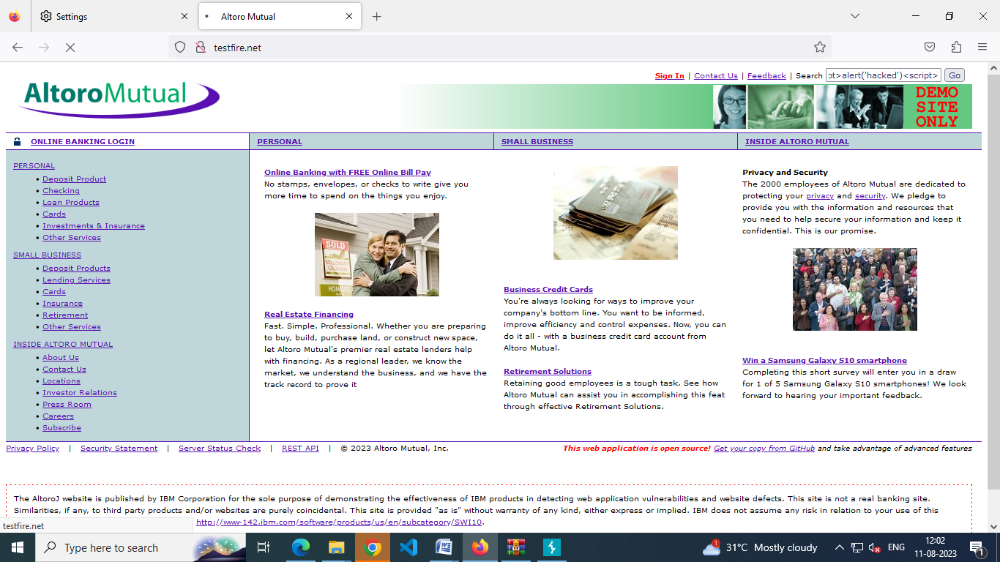 Settings
Altoro Mutual
testfire.net
Sign In | Contact Us | Feedback | Search pt>alert('hacked')<script> Go
AltoroMutual
DEMO
SITE
ONLY
ONLINE BANKING LOGIN
PERSONAL
SMALL BUSINESS
INSIDE ALTORO MUTUAL
PERSONAL
Deposit Product
Checking
Loan Products
Cards
Investments & Insurance
Other Services
SMALL BUSINESS
Deposit Products
Lending Services
Cards
Insurance
Retirement
Other Services
INSIDE ALTORO MUTUAL
About Us
Contact Us
Locations
Investor Relations
Press Room
Careers
Subscribe
Online Banking with FREE Online Bill Pay
No stamps, envelopes, or checks to write give you
more time to spend on the things you enjoy.
SOLD
Real Estate Financing
Fast. Simple. Professional. Whether you are preparing
to buy, build, purchase land, or construct new space,
let Altoro Mutual's premier real estate lenders help
with financing. As a regional leader, we know the
market, we understand the business, and we have the
track record to prove it
Business Credit Cards
You're always looking for ways to improve your
company's bottom line. You want to be informed,
improve efficiency and control expenses. Now, you can
do it all - with a business credit card account from
Altoro Mutual.
Retirement Solutions
Retaining good employees is a tough task. See how
Altoro Mutual can assist you in accomplishing this feat
through effective Retirement Solutions.
Privacy and Security
The 2000 employees of Altoro Mutual are dedicated to
protecting your privacy and security. We pledge to
provide you with the information and resources that
you need to help secure your information and keep it
confidential. This is our promise.
Win a Samsung Galaxy S10 smartphone
Completing this short survey will enter you in a draw
for 1 of 5 Samsung Galaxy S10 smartphones! We look
forward to hearing your important feedback.
Privacy Policy | Security Statement | Server Status Check | REST API | © 2023 Altoro Mutual, Inc.
This web application is open source! Get your copy from GitHub and take advantage of advanced features
The AltoroJ website is published by IBM Corporation for the sole purpose of demonstrating the effectiveness of IBM products in detecting web application vulnerabilities and website defects. This site is not a real banking site.
Similarities, if any, to third party products and/or websites are purely coincidental. This site is provided "as is" without warranty of any kind, either express or implied. IBM does not assume any risk in relation to your use of this
http://www-142.ibm.com/software/products/us/en/subcategory/SWI10.
testfire.net
Type here to search
1
31°C Mostly cloudy
ENG
12:02
11-08-2023
1